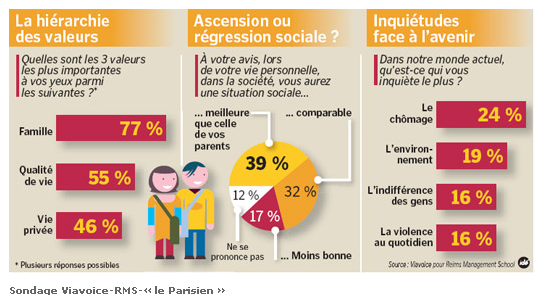 La hiérarchie
des valeurs
Quelles sont les 3 valeurs
les plus importantes
à vos yeux parmi
les suivantes ?*
Famille
77 %
Qualité
de vie
55 %
Vie
privée
46 %
* Plusieurs réponses possibles
Ascension ou
régression sociale ?
À votre avis, lors
de votre vie personnelle,
dans la société, vous aurez
une situation sociale...
... meilleure
que celle
de vos
parents
... comparable
39 %
32 %
12 %
17 %
Ne se
prononce pas
... Moins bonne
Inquiétudes
face à l'avenir
Dans notre monde actuel,
qu'est-ce qui vous
inquiète le plus ?
Le
chômage
24 %
L'environ-
nement
19 %
L'indifférence
des gens
16 %
La violence
au quotidien
16 %
Source : Viavoice pour Reims Management School
idé
Sondage Viavoice-RMS-« le Parisien »